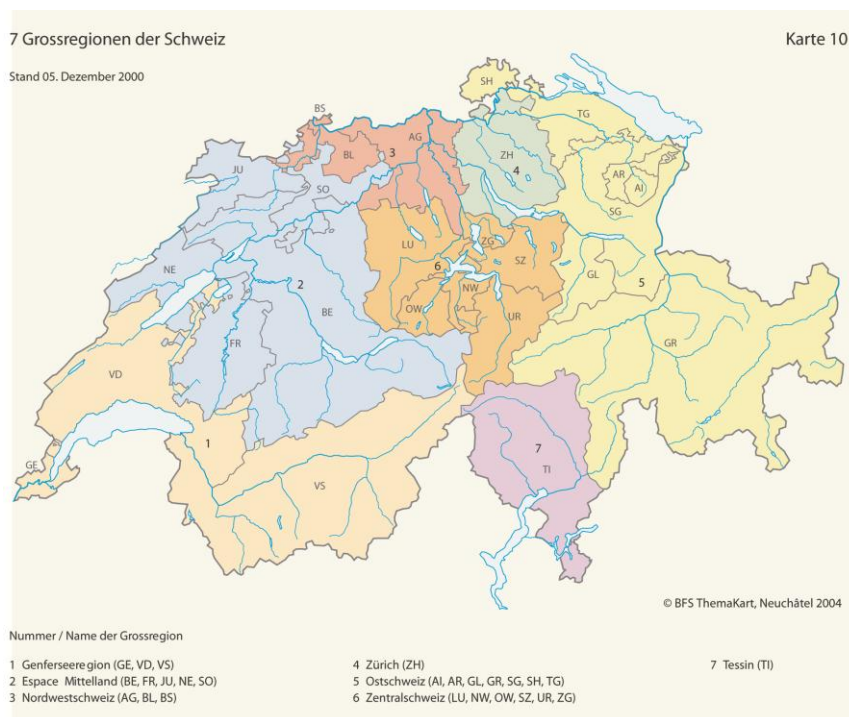 7 Grossregionen der Schweiz
Karte 10
Stand 05. Dezember 2000
SH
BS
TG
BL
AG
3
ZH
4
JU
SO
AR
AI
SG
LU
ZG
SZ
NE
6
2
NW
GL
5
OW
BE
UR
FR
GR
VD
1
7
TI
GE
VS
© BFS ThemaKart, Neuchâtel 2004
Nummer / Name der Grossregion
1 Genferseeregion (GE, VD, VS)
2 Espace Mittelland (BE, FR, JU, NE, SO)
3 Nordwestschweiz (AG, BL, BS)
4 Zürich (ZH)
5 Ostschweiz (AI, AR, GL, GR, SG, SH, TG)
6 Zentralschweiz (LU, NW, OW, SZ, UR, ZG)
7 Tessin (TI)